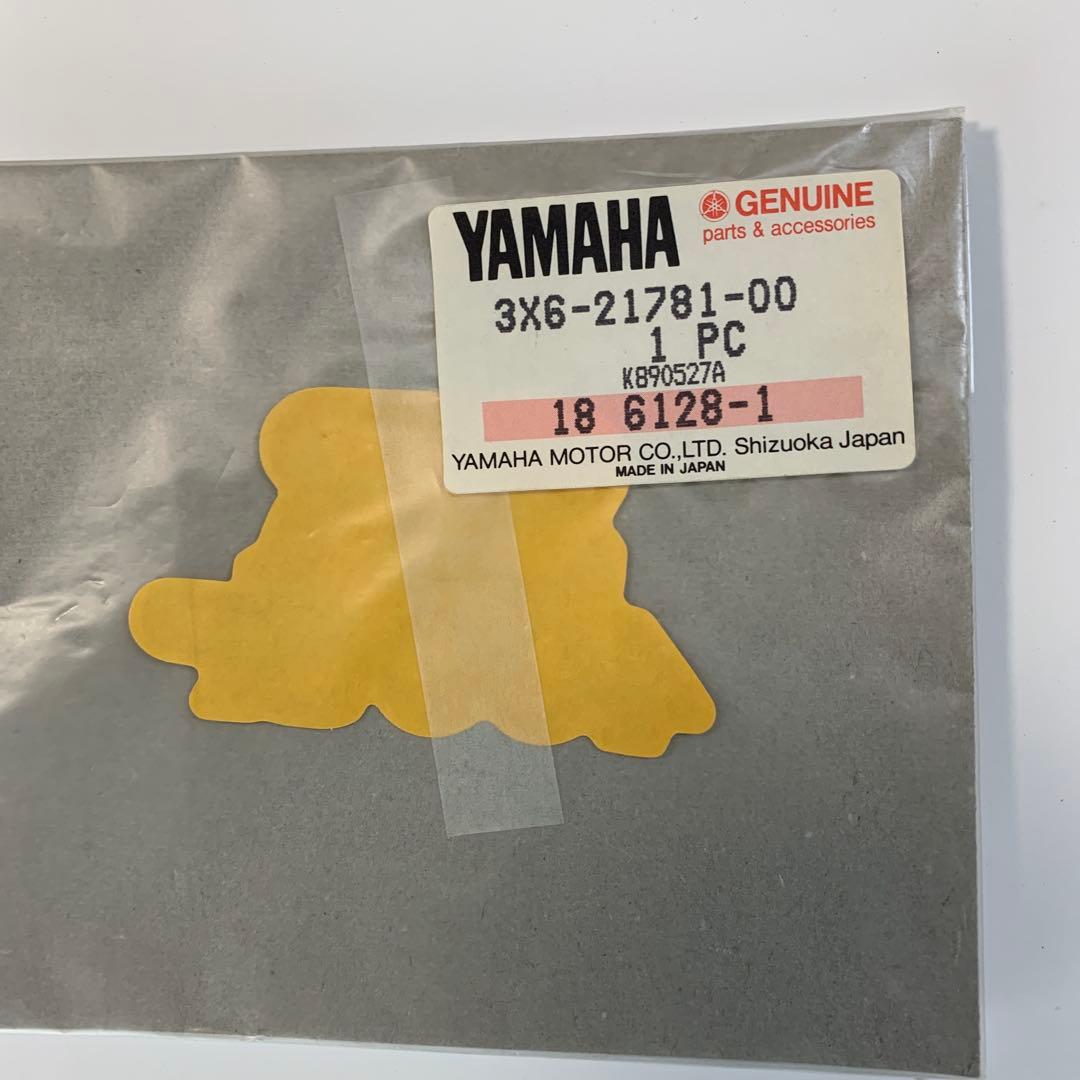 YAMAHA GENUINE
parts & accessories
3X6-21781-00
1 PC
K890527A
18 6128-1
YAMAHA MOTOR CO.,LTD. Shizuoka Japan
MADE IN JAPAN